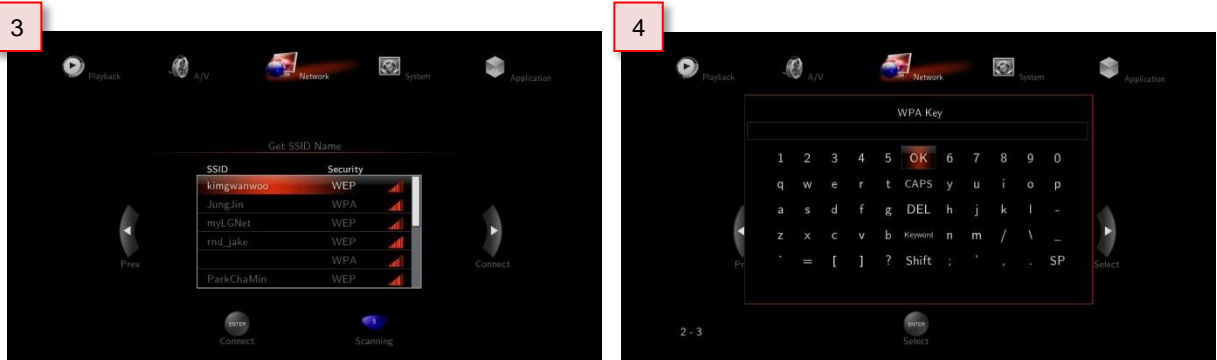 3
Playback A/V Network System Application
Get SSID Name
SSID Security
kimgwanwoo WEP
JungJin WPA
myLGNet WEP
rnd_jake WEP
WPA
ParkChaMin WEP
Prev Connect
ENTER S
Connect Scanning
4
Playback A/V Network System Application
WPA Key
1 2 3 4 5 OK 6 7 8 9 0
q w e r t CAPS y u i o p
a s d f g DEL h j k l -
z x c v b Keyword n m / \ _
` = [ ] ? Shift ; ' , . SP
Pr Select
2 - 3
ENTER
Select